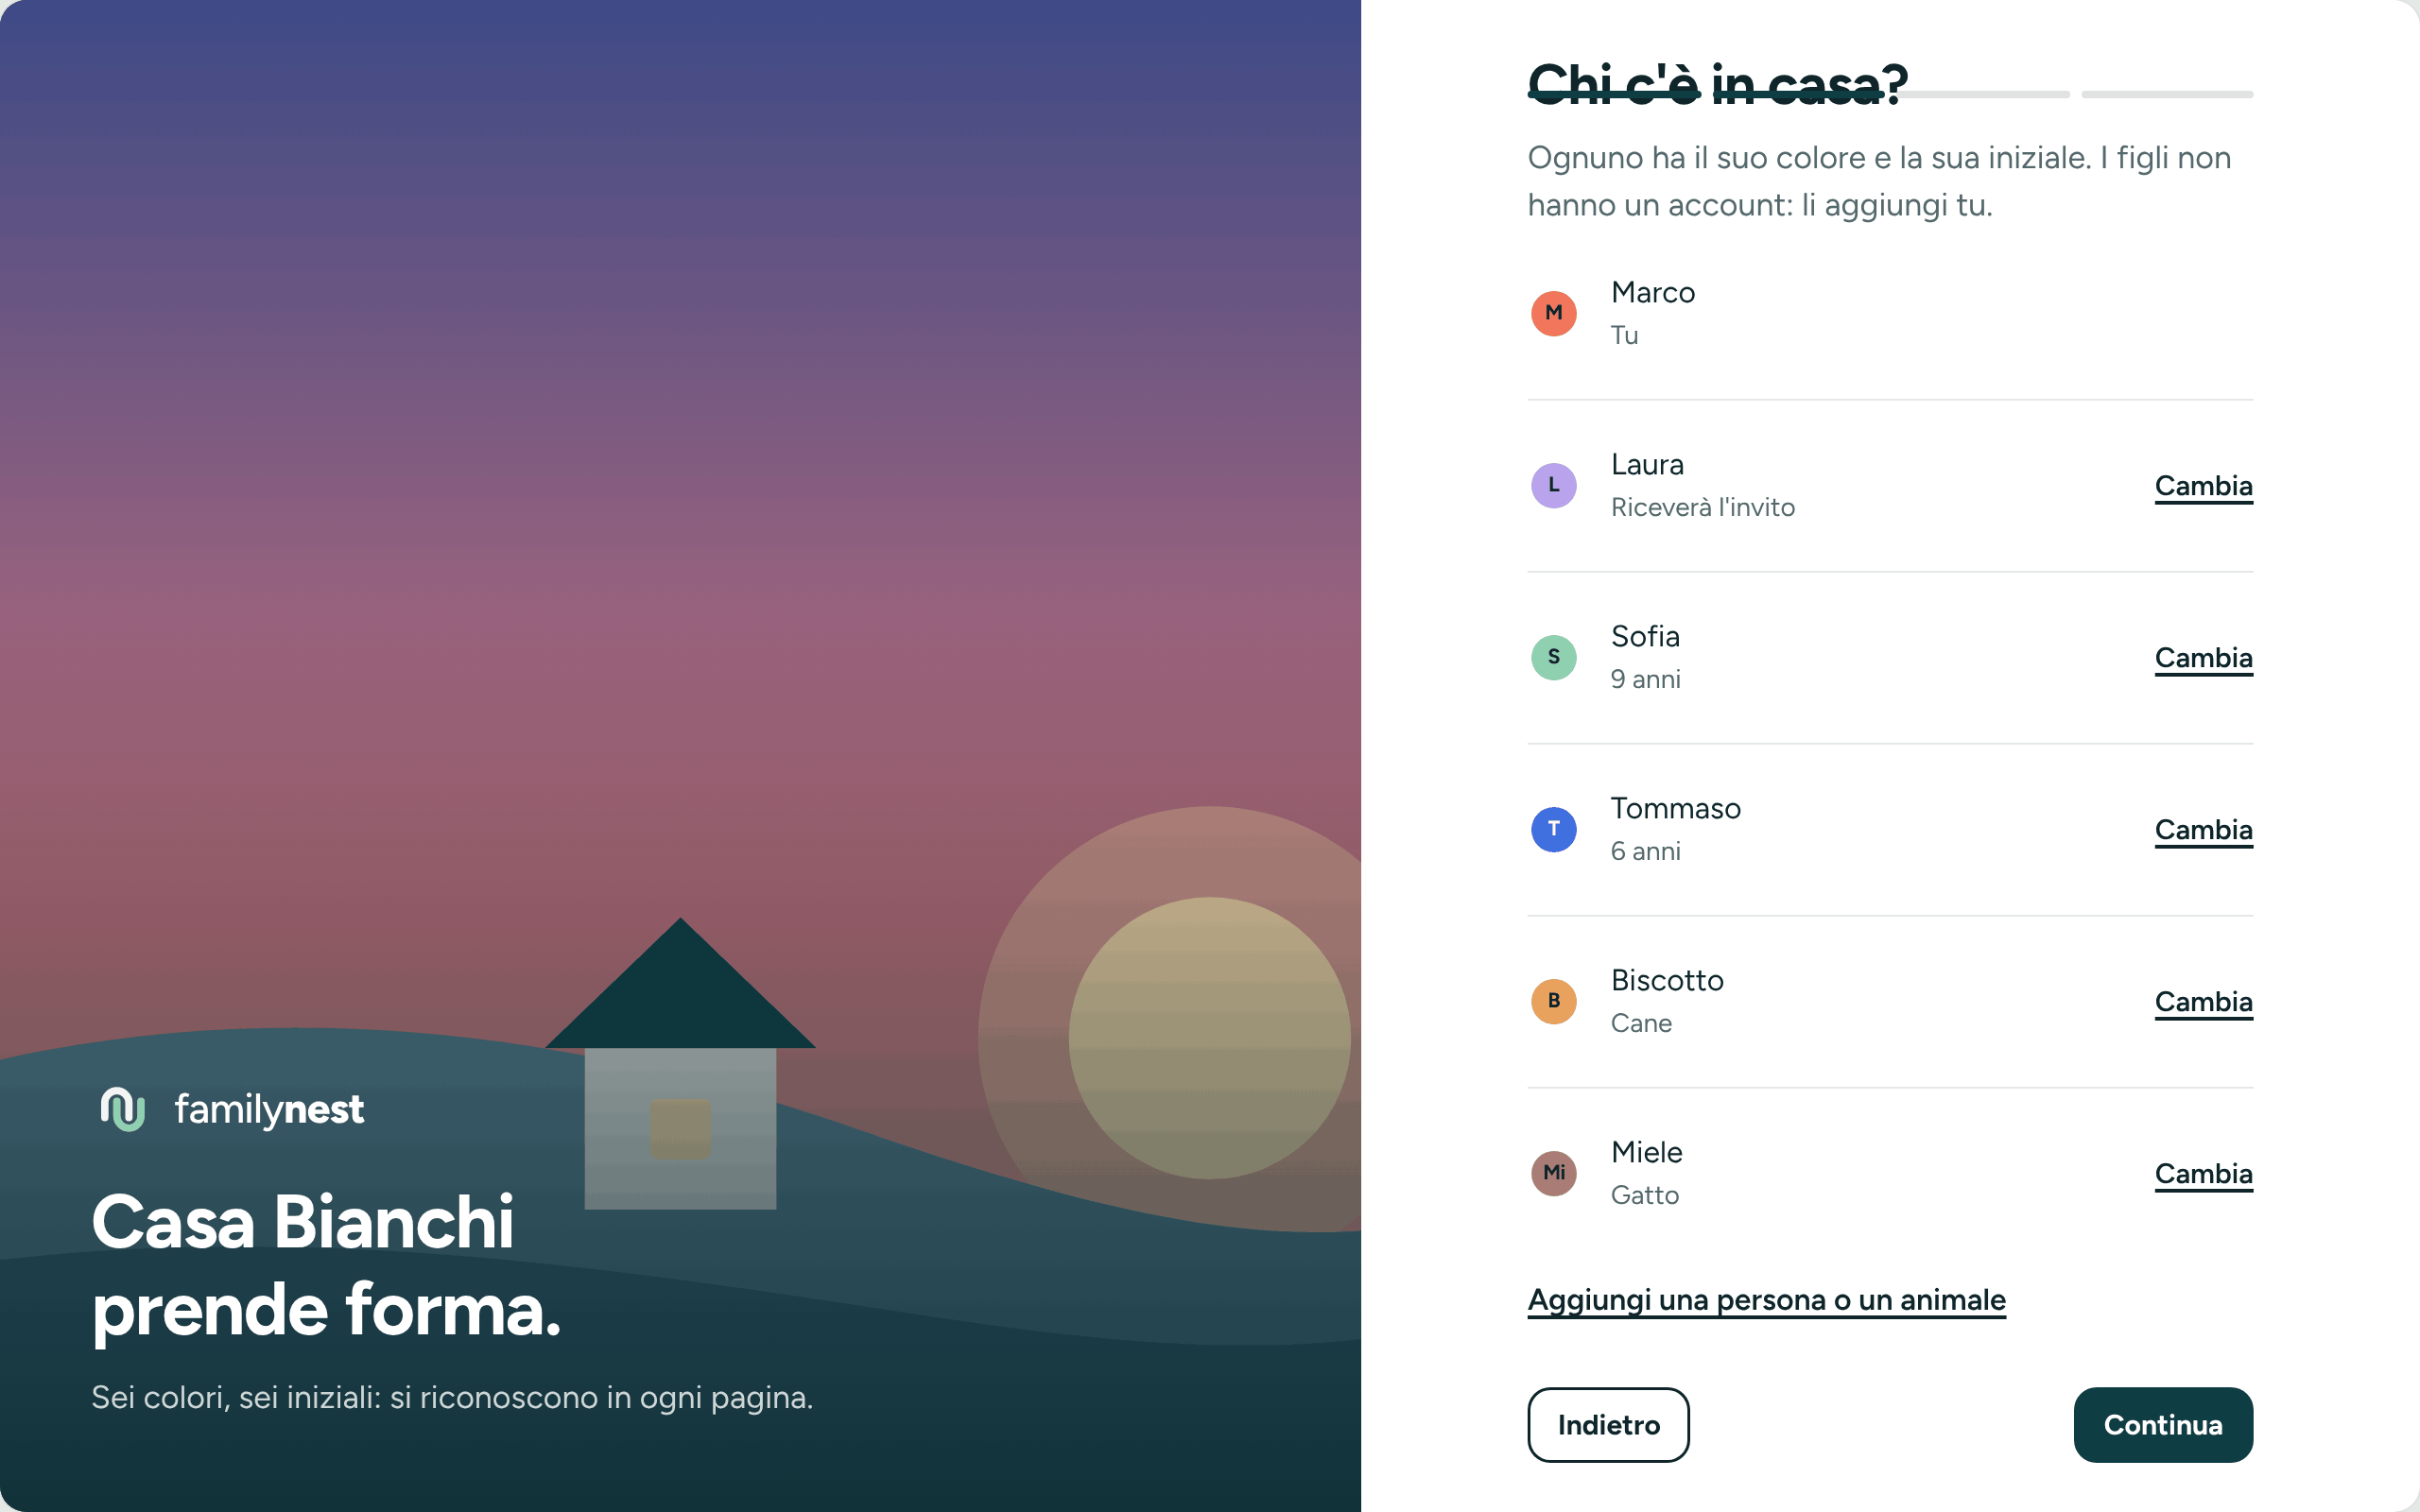 familynest
Casa Bianchi
prende forma.
Sei colori, sei iniziali: si riconoscono in ogni pagina.
Chi c'è in casa?
Ognuno ha il suo colore e la sua iniziale. I figli non
hanno un account: li aggiungi tu.
M
Marco
Tu
L
Laura
Riceverà l'invito
Cambia
S
Sofia
9 anni
Cambia
T
Tommaso
6 anni
Cambia
B
Biscotto
Cane
Cambia
Mi
Miele
Gatto
Cambia
Aggiungi una persona o un animale
Indietro
Continua